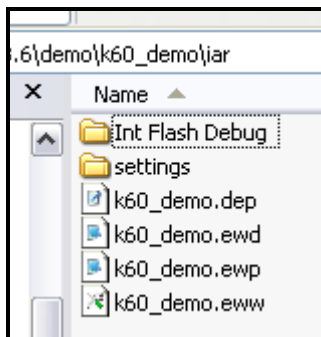 .6\demo\k60_demo\iar
Name
Int Flash Debug
settings
k60_demo.dep
k60_demo.ewd
k60_demo.ewp
k60_demo.eww